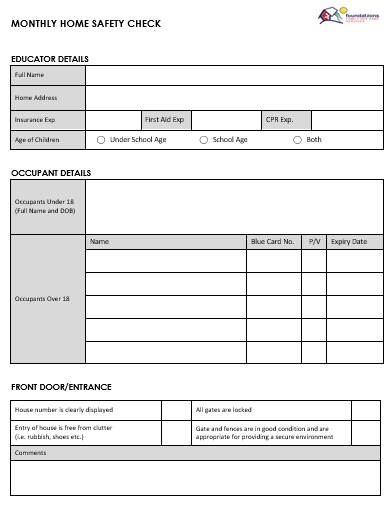 MONTHLY HOME SAFETY CHECK
foundations
EDUCATOR DETAILS
Full Name
Home Address
Insurance Exp
First Aid Exp
CPR Exp.
Age of Children
Under School Age
School Age
Both
OCCUPANT DETAILS
Occupants Under 18
(Full Name and DOB)
Name
Blue Card No.
P/V
Expiry Date
Occupants Over 18
FRONT DOOR/ENTRANCE
House number is clearly displayed
All gates are locked
Entry of house is free from clutter
(i.e. rubbish, shoes etc.)
Gate and fences are in good condition and are
appropriate for providing a secure environment
Comments